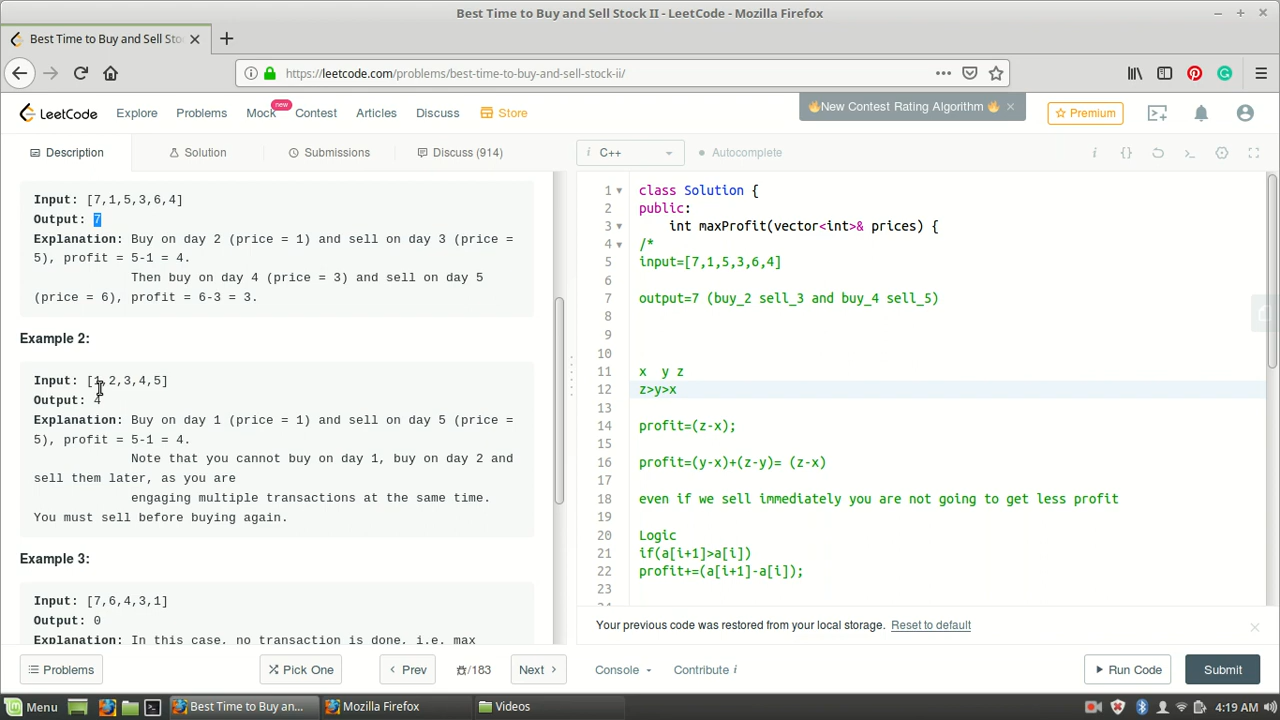 Best Time to Buy and Sell Stock II - LeetCode - Mozilla Firefox
Best Time to Buy and Sell Sto
https://leetcode.com/problems/best-time-to-buy-and-sell-stock-ii/
LeetCode Explore Problems Mock new Contest Articles Discuss Store
New Contest Rating Algorithm
Premium
Description Solution Submissions Discuss (914)
i C++ Autocomplete
Input: [7,1,5,3,6,4]
Output: 7
Explanation: Buy on day 2 (price = 1) and sell on day 3 (price =
5), profit = 5-1 = 4.
Then buy on day 4 (price = 3) and sell on day 5
(price = 6), profit = 6-3 = 3.
Example 2:
Input: [1,2,3,4,5]
Output: 4
Explanation: Buy on day 1 (price = 1) and sell on day 5 (price =
5), profit = 5-1 = 4.
Note that you cannot buy on day 1, buy on day 2 and
sell them later, as you are
engaging multiple transactions at the same time.
You must sell before buying again.
Example 3:
Input: [7,6,4,3,1]
Output: 0
Explanation: In this case, no transaction is done, i.e. max
1 class Solution {
2 public:
3 int maxProfit(vector<int>& prices) {
4 /*
5 input=[7,1,5,3,6,4]
6
7 output=7 (buy_2 sell_3 and buy_4 sell_5)
8
9
10
11 x y z
12 z>y>x
13
14 profit=(z-x);
15
16 profit=(y-x)+(z-y)= (z-x)
17
18 even if we sell immediately you are not going to get less profit
19
20 Logic
21 if(a[i+1]>a[i])
22 profit+=(a[i+1]-a[i]);
23
Your previous code was restored from your local storage. Reset to default
Problems Pick One Prev /183 Next Console Contribute i Run Code Submit
Menu Best Time to Buy an... Mozilla Firefox Videos 4:19 AM